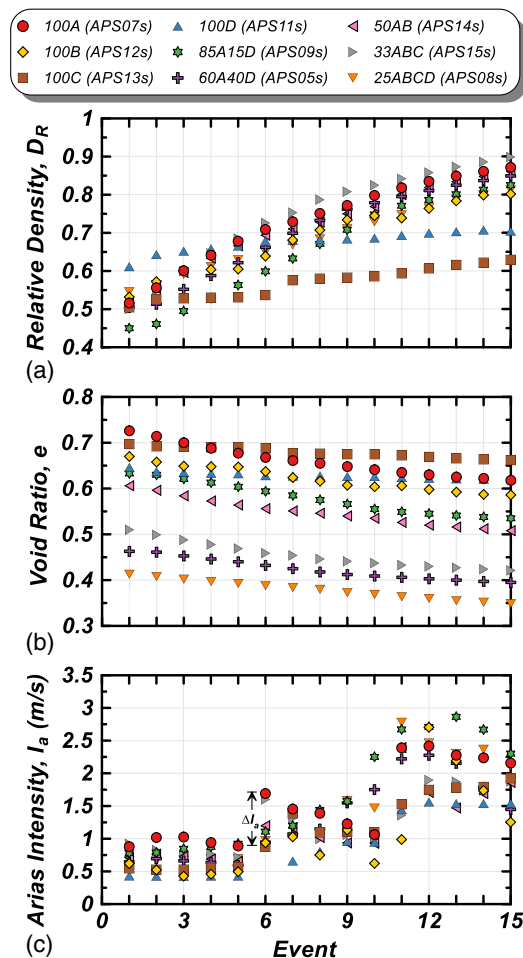 100A (APS07s) 100D (APS11s) 50AB (APS14s)
100B (APS12s) 85A15D (APS09s) 33ABC (APS15s)
100C (APS13s) 60A40D (APS05s) 25ABCD (APS08s)
Relative Density, D_R
1
0.9
0.8
0.7
0.6
0.5
0.4
(a)
Void Ratio, e
0.8
0.7
0.6
0.5
0.4
0.3
(b)
Arias Intensity, I_a (m/s)
3.5
3
2.5
2
1.5
1
0.5
0
ΔI_a
0 3 6 9 12 15
(c)
Event